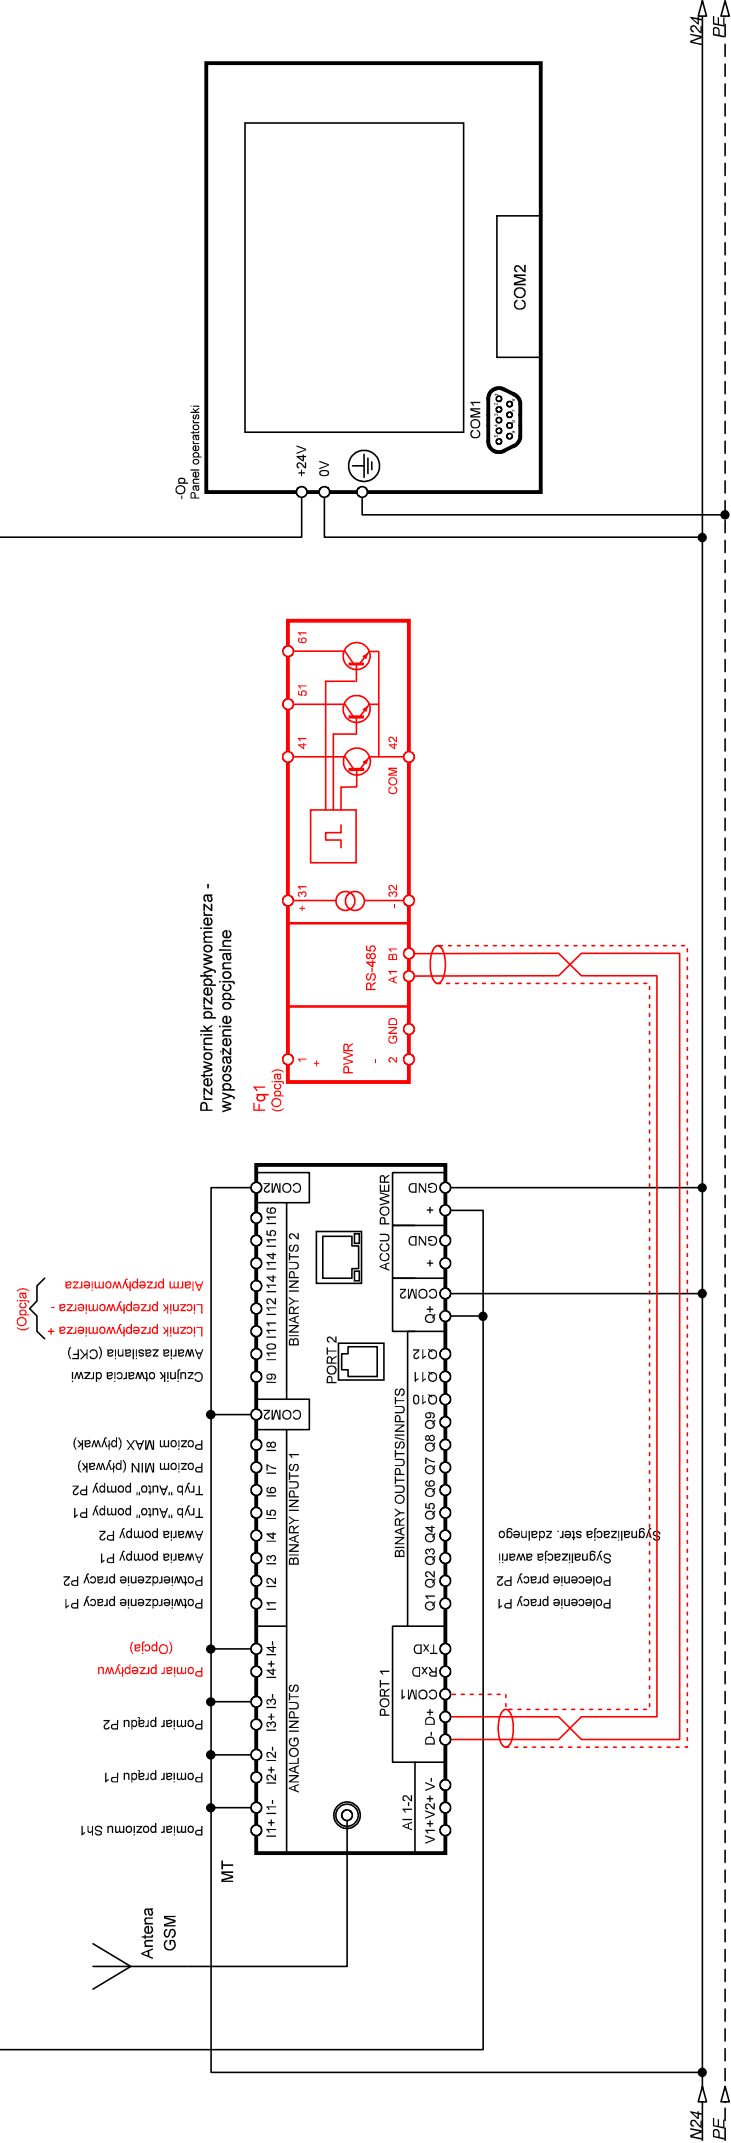 N24
PE
-Op
Panel operatorski
+24V
0V
COM1
COM2
Przetwornik przepływomierza -
wyposażenie opcjonalne
Fq1
(Opcja)
61
51
41
42
COM
31
+
32
-
RS-485
A1 B1
GND
1
+
PWR
-
2
(Opcja)
Alarm przepływomierza
Licznik przepływomierza -
Licznik przepływomierza +
Awaria zasilania (CKF)
Czujnik otwarcia drzwi
Poziom MAX (pływak)
Poziom MIN (pływak)
Tryb "Auto" pompy P2
Tryb "Auto" pompy P1
Awaria pompy P2
Awaria pompy P1
Potwierdzenie pracy P2
Potwierdzenie pracy P1
(Opcja)
Pomiar przepływu
Pomiar prądu P2
Pomiar prądu P1
Pomiar poziomu Sh1
MT
I1+ I1- I2+ I2- I3+ I3- I4+ I4-
ANALOG INPUTS
I1 I2 I3 I4 I5 I6 I7 I8
BINARY INPUTS 1
COM2
I9 I10 I11 I12 I14 I14 I15 I16
BINARY INPUTS 2
COM2
PORT 2
AI 1-2
V1+V2+ V-
PORT 1
D- D+ COM1 RxD TxD
BINARY OUTPUTS/INPUTS
Q1 Q2 Q3 Q4 Q5 Q6 Q7 Q8 Q9 Q10 Q11 Q12
Q+ COM2
ACCU
+ GND
POWER
+ GND
Sygnalizacja ster. zdalnego
Sygnalizacja awarii
Polecenie pracy P2
Polecenie pracy P1
Antena
GSM
N24
PE